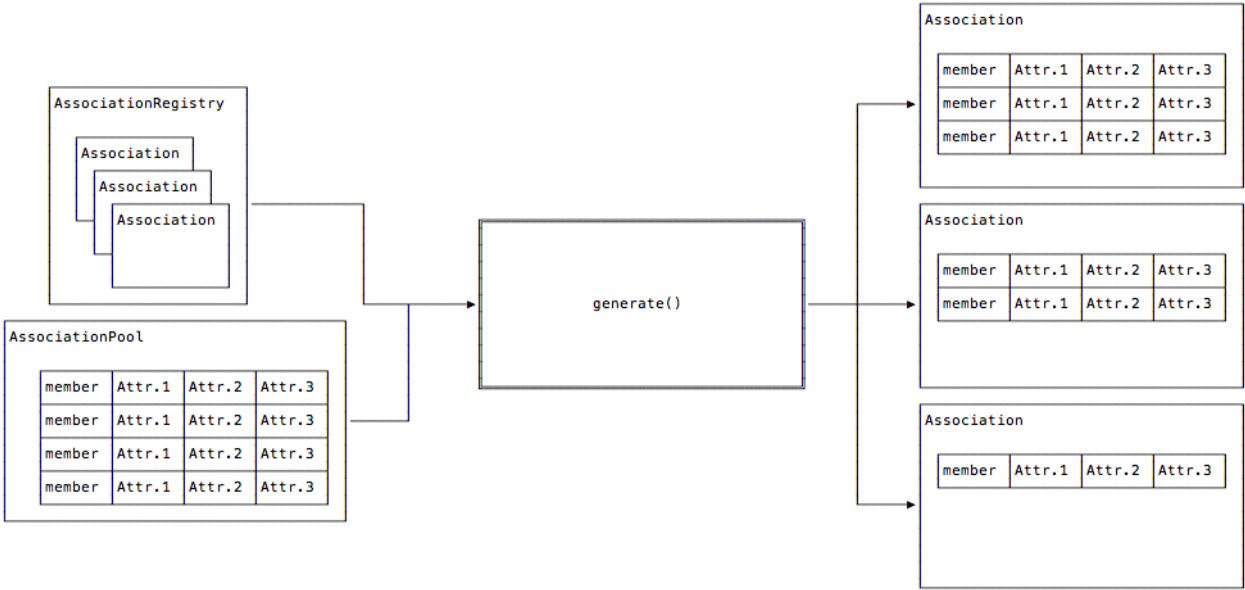 AssociationRegistry
Association
Association
Association
AssociationPool
member Attr.1 Attr.2 Attr.3
member Attr.1 Attr.2 Attr.3
member Attr.1 Attr.2 Attr.3
member Attr.1 Attr.2 Attr.3
generate()
Association
member Attr.1 Attr.2 Attr.3
member Attr.1 Attr.2 Attr.3
member Attr.1 Attr.2 Attr.3
Association
member Attr.1 Attr.2 Attr.3
member Attr.1 Attr.2 Attr.3
Association
member Attr.1 Attr.2 Attr.3